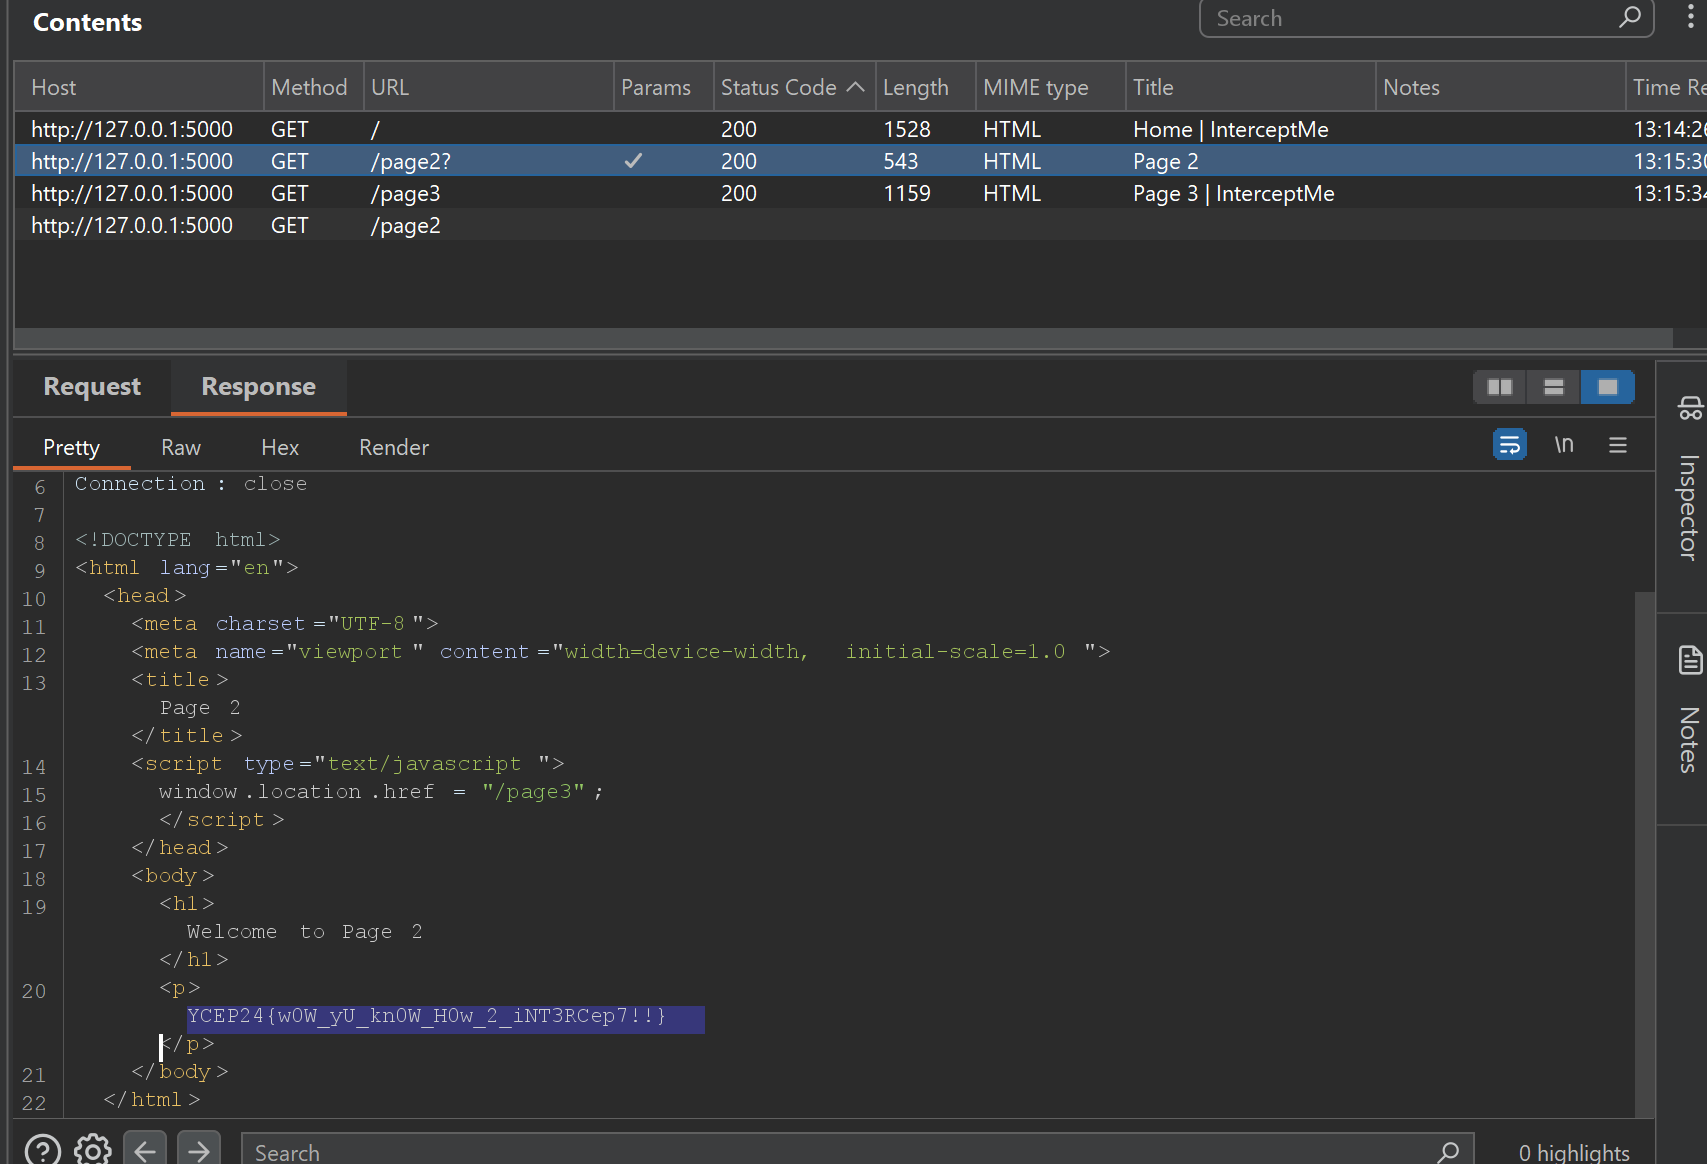 Contents
Search
Host Method URL Params Status Code Length MIME type Title Notes Time Re
http://127.0.0.1:5000 GET / 200 1528 HTML Home | InterceptMe 13:14:26
http://127.0.0.1:5000 GET /page2? ✓ 200 543 HTML Page 2 13:15:30
http://127.0.0.1:5000 GET /page3 200 1159 HTML Page 3 | InterceptMe 13:15:34
http://127.0.0.1:5000 GET /page2
Request Response
Pretty Raw Hex Render \n
Inspector
Notes
6 Connection : close
7
8 <!DOCTYPE html>
9 <html lang="en">
10 <head>
11 <meta charset="UTF-8">
12 <meta name="viewport" content="width=device-width, initial-scale=1.0">
13 <title>
Page 2
</title>
14 <script type="text/javascript">
15 window.location.href = "/page3";
16 </script>
17 </head>
18 <body>
19 <h1>
Welcome to Page 2
</h1>
20 <p>
YCEP24{w0W_yU_kn0W_H0w_2_iNT3RCep7!!}
</p>
21 </body>
22 </html>
Search
0 highlights